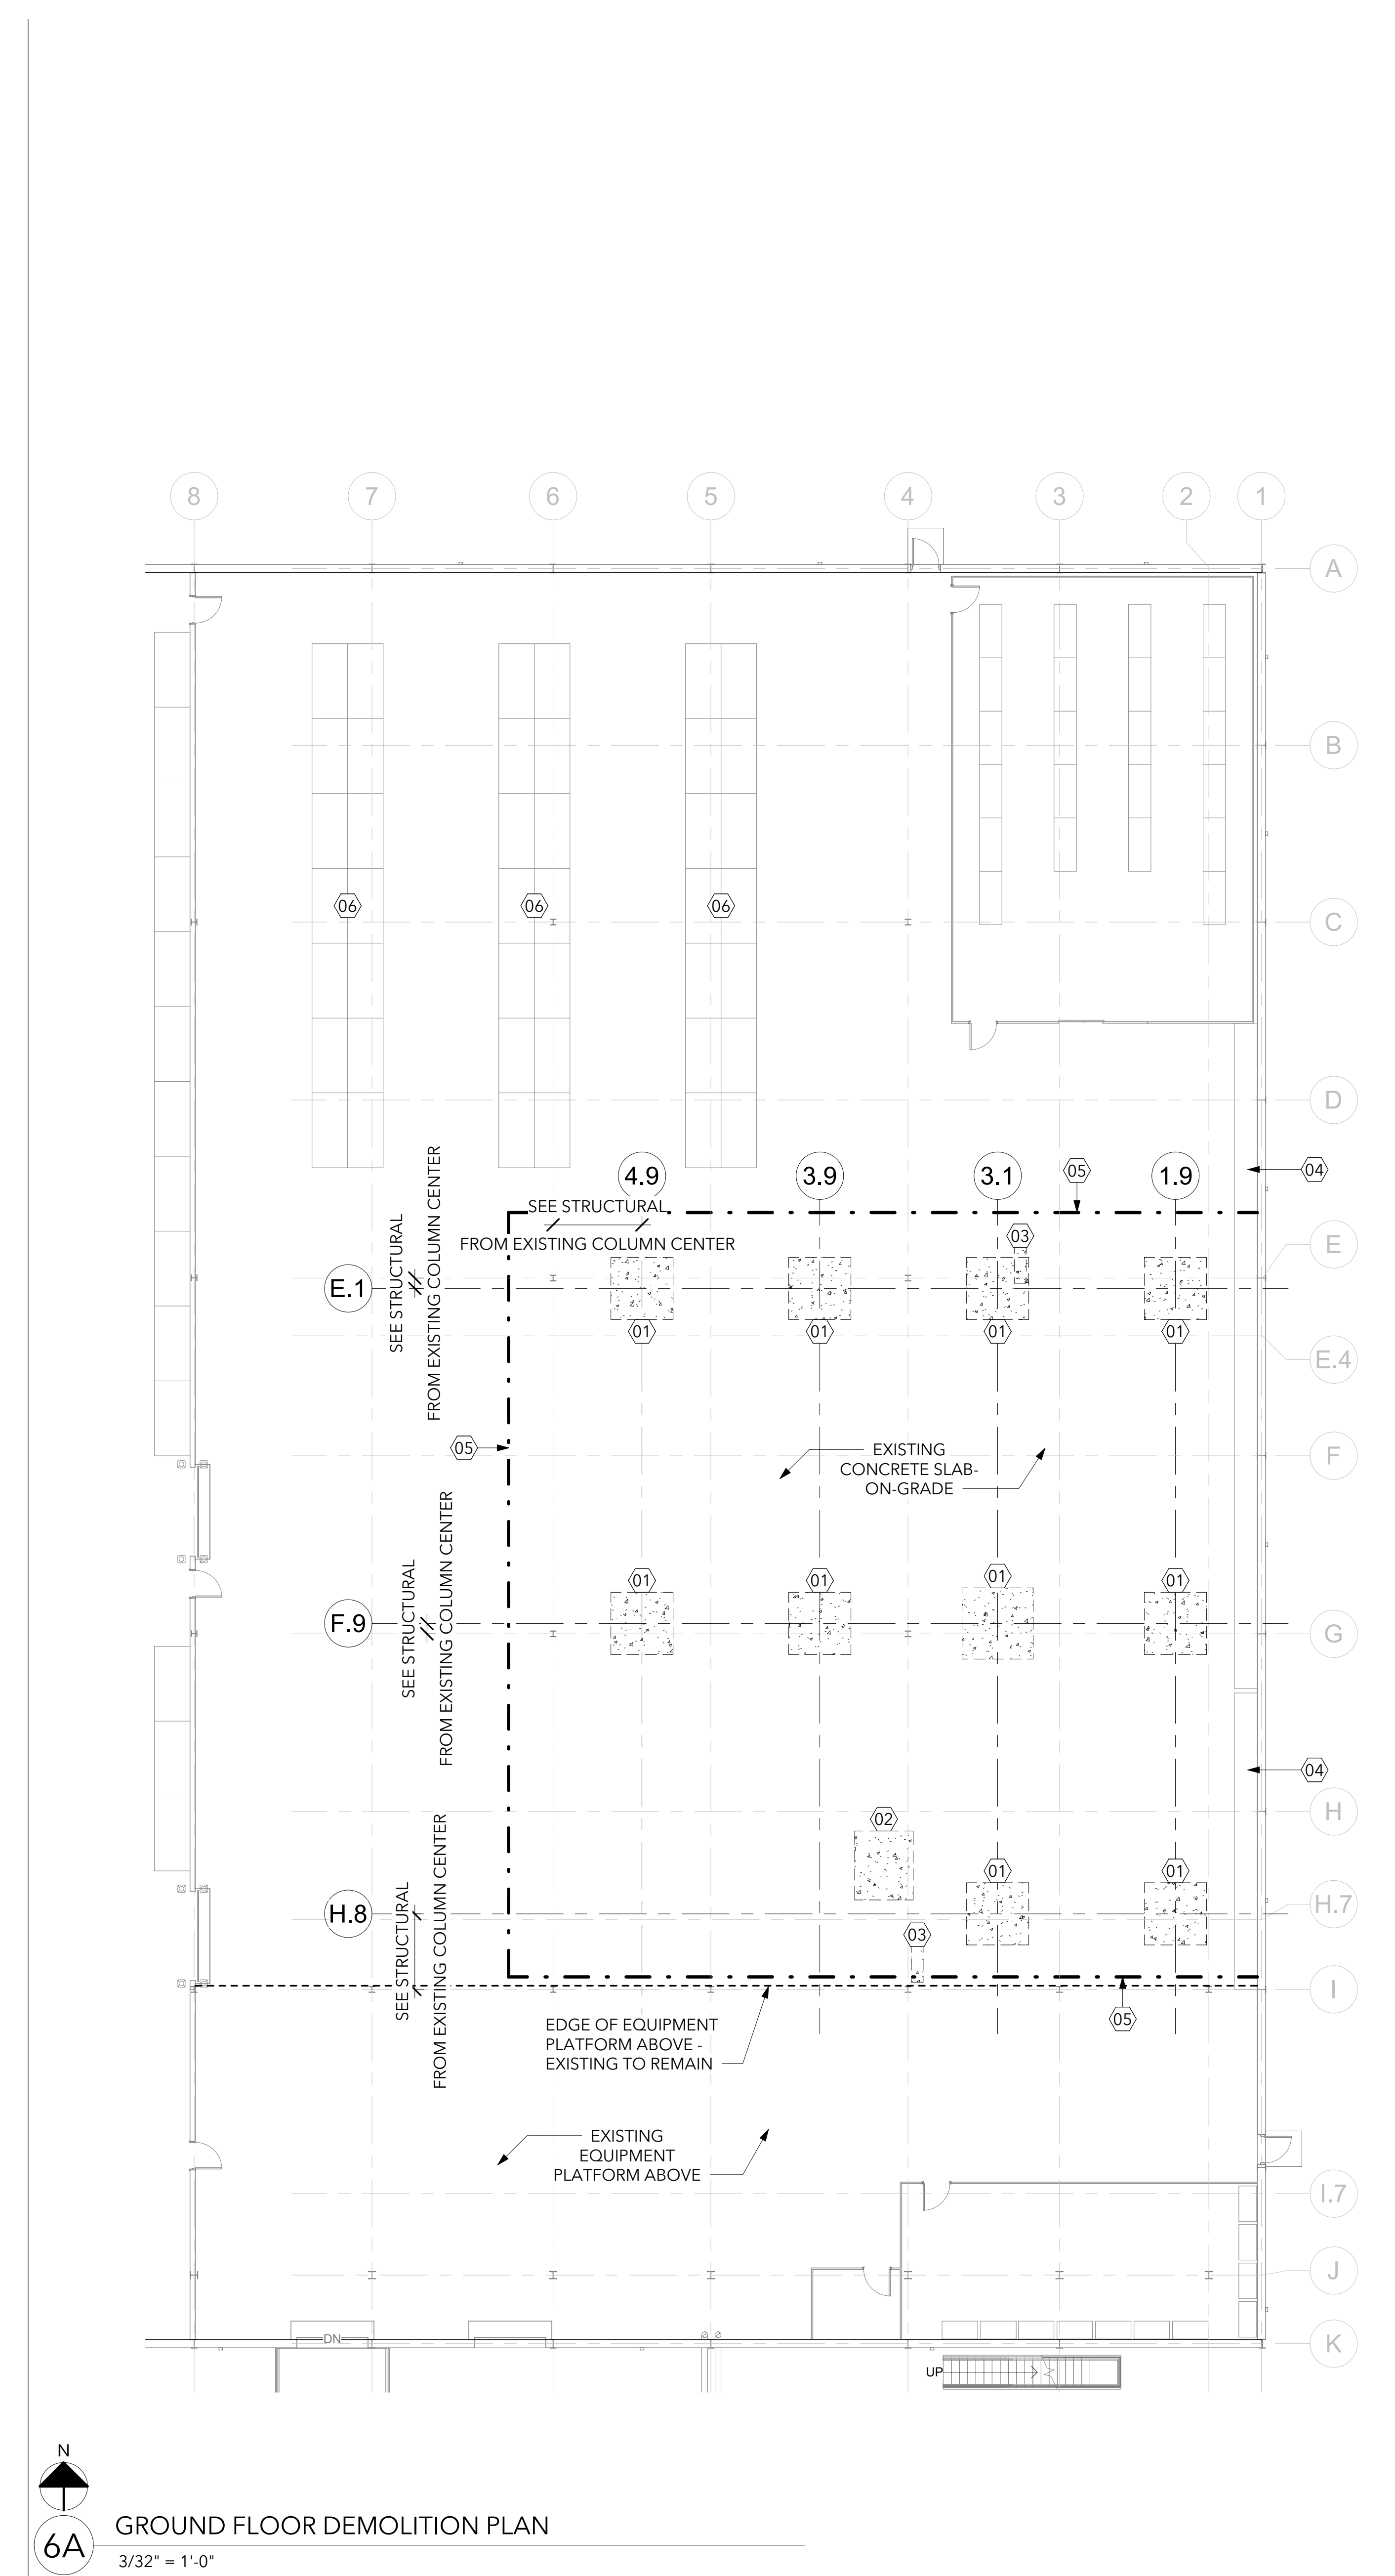 8
7
6
5
4
3
2
1
A
B
06
06
06
C
D
4.9
3.9
3.1
1.9
05
04
SEE STRUCTURAL
FROM EXISTING COLUMN CENTER
SEE STRUCTURAL
FROM EXISTING COLUMN CENTER
03
E
E.1
01
01
01
01
E.4
05
EXISTING
CONCRETE SLAB-
ON-GRADE
F
SEE STRUCTURAL
FROM EXISTING COLUMN CENTER
01
01
01
01
F.9
G
04
H
02
01
01
SEE STRUCTURAL
FROM EXISTING COLUMN CENTER
H.8
H.7
03
I
05
EDGE OF EQUIPMENT
PLATFORM ABOVE -
EXISTING TO REMAIN
EXISTING
EQUIPMENT
PLATFORM ABOVE
I.7
J
DN
K
UP
N
6A
GROUND FLOOR DEMOLITION PLAN
3/32" = 1'-0"